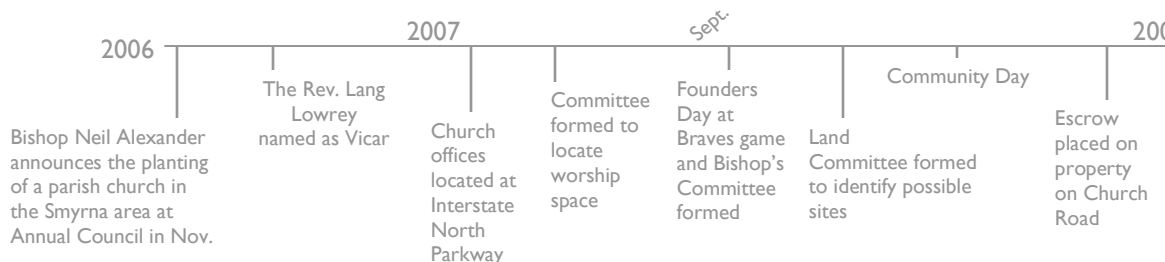 2006
2007
Sept.
200
Bishop Neil Alexander
announces the planting
of a parish church in
the Smyrna area at
Annual Council in Nov.
The Rev. Lang
Lowrey
named as Vicar
Church
offices
located at
Interstate
North
Parkway
Committee
formed to
locate
worship
space
Founders
Day at
Braves game
and Bishop's
Committee
formed
Land
Committee formed
to identify possible
sites
Community Day
Escrow
placed on
property
on Church
Road